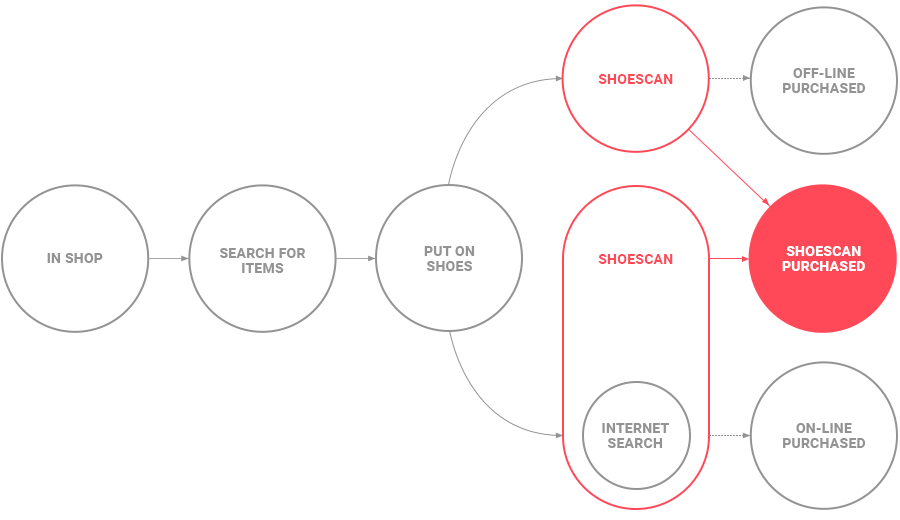 IN SHOP
SEARCH FOR
ITEMS
PUT ON
SHOES
SHOESCAN
OFF-LINE
PURCHASED
SHOESCAN
SHOESCAN
PURCHASED
INTERNET
SEARCH
ON-LINE
PURCHASED